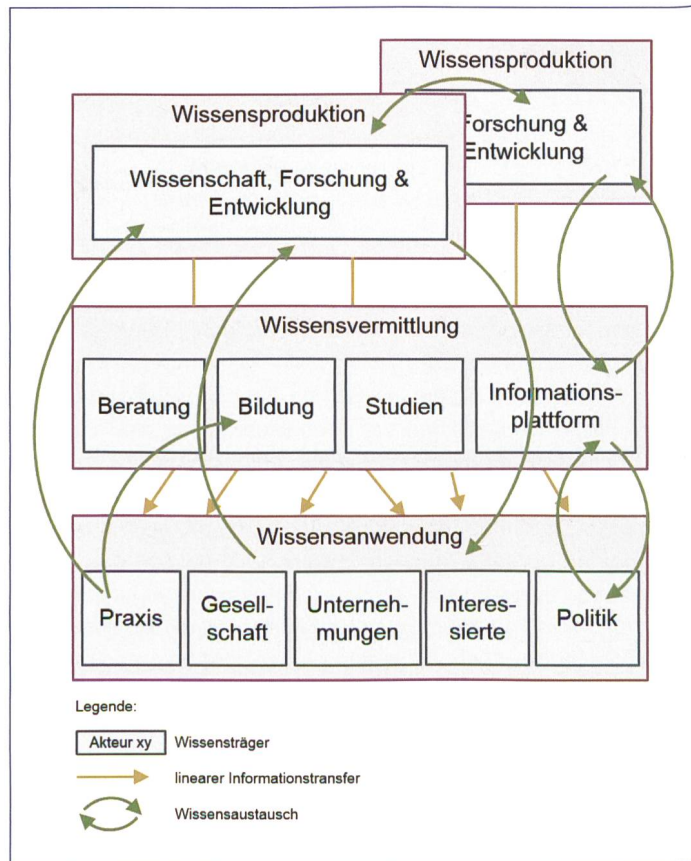 Wissensproduktion
Wissensproduktion
Forschung &
Entwicklung
Wissenschaft, Forschung &
Entwicklung
Wissensvermittlung
Beratung
Bildung
Studien
Informations-
plattform
Wissensanwendung
Praxis
Gesell-
schaft
Unterneh-
mungen
Interes-
sierte
Politik
Legende:
Akteur xy
Wissensträger
linearer Informationstransfer
Wissensaustausch